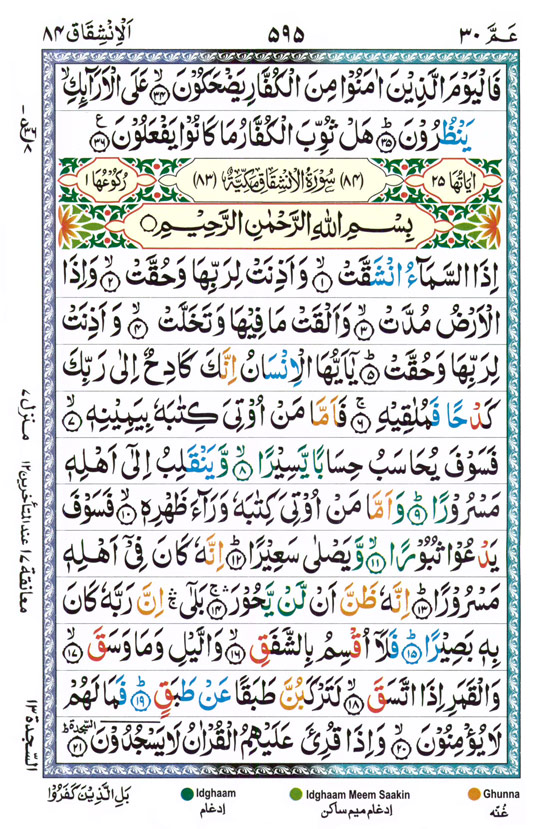 عَمَّ ٣٠ ٥٩٥ اَلْاِنْشِقَاق ٨٤
فَالْيَوْمَ الَّذِيْنَ اٰمَنُوْا مِنَ الْكُفَّارِ يَضْحَكُوْنَ ۙ﴿٣٤﴾ عَلَى الْاَرَآئِكِ ۙ
يَنْظُرُوْنَ ؕ﴿٣٥﴾ هَلْ ثُوِّبَ الْكُفَّارُ مَا كَانُوْا يَفْعَلُوْنَ ﴿٣٦﴾ ع
اٰيَاتُهَا ٢٥ (٨٤) سُوْرَةُ الْاِنْشِقَاقِ مَكِّيَّةٌ (٨٣) رُكُوْعُهَا ١
بِسْمِ اللّٰهِ الرَّحْمٰنِ الرَّحِيْمِ
اِذَا السَّمَآءُ انْشَقَّتْ ۙ﴿١﴾ وَاَذِنَتْ لِرَبِّهَا وَحُقَّتْ ۙ﴿٢﴾ وَاِذَا
الْاَرْضُ مُدَّتْ ۙ﴿٣﴾ وَاَلْقَتْ مَا فِيْهَا وَتَخَلَّتْ ۙ﴿٤﴾ وَاَذِنَتْ
لِرَبِّهَا وَحُقَّتْ ؕ﴿٥﴾ يٰۤاَيُّهَا الْاِنْسَانُ اِنَّكَ كَادِحٌ اِلٰى رَبِّكَ
كَدْحًا فَمُلٰقِيْهِ ۚ﴿٦﴾ فَاَمَّا مَنْ اُوْتِىَ كِتٰبَهٗ بِيَمِيْنِهٖ ۙ﴿٧﴾
فَسَوْفَ يُحَاسَبُ حِسَابًا يَّسِيْرًا ۙ﴿٨﴾ وَّيَنْقَلِبُ اِلٰٓى اَهْلِهٖ
مَسْرُوْرًا ؕ﴿٩﴾ وَاَمَّا مَنْ اُوْتِىَ كِتٰبَهٗ وَرَآءَ ظَهْرِهٖ ۙ﴿١٠﴾ فَسَوْفَ
يَدْعُوْا ثُبُوْرًا ۙ﴿١١﴾ وَّيَصْلٰى سَعِيْرًا ؕ﴿١٢﴾ اِنَّهٗ كَانَ فِىْٓ اَهْلِهٖ
مَسْرُوْرًا ؕ﴿١٣﴾ اِنَّهٗ ظَنَّ اَنْ لَّنْ يَّحُوْرَ ۚۛ﴿١٤﴾ بَلٰٓى ۚۛ اِنَّ رَبَّهٗ كَانَ
بِهٖ بَصِيْرًا ؕ﴿١٥﴾ فَلَاۤ اُقْسِمُ بِالشَّفَقِ ۙ﴿١٦﴾ وَالَّيْلِ وَمَا وَسَقَ ۙ﴿١٧﴾
وَالْقَمَرِ اِذَا اتَّسَقَ ۙ﴿١٨﴾ لَتَرْكَبُنَّ طَبَقًا عَنْ طَبَقٍ ؕ﴿١٩﴾ فَمَا لَهُمْ
لَا يُؤْمِنُوْنَ ۙ﴿٢٠﴾ وَاِذَا قُرِئَ عَلَيْهِمُ الْقُرْاٰنُ لَا يَسْجُدُوْنَ ؕ﴿٢١﴾ السجدة
منزل ٧
معانقة ١٧ عند المتأخرين ١٢
السّجدة ١٣
بَلِ الَّذِيْنَ كَفَرُوْا
Idghaam
ادغام
Idghaam Meem Saakin
ادغام میم ساکن
Ghunna
غنّہ